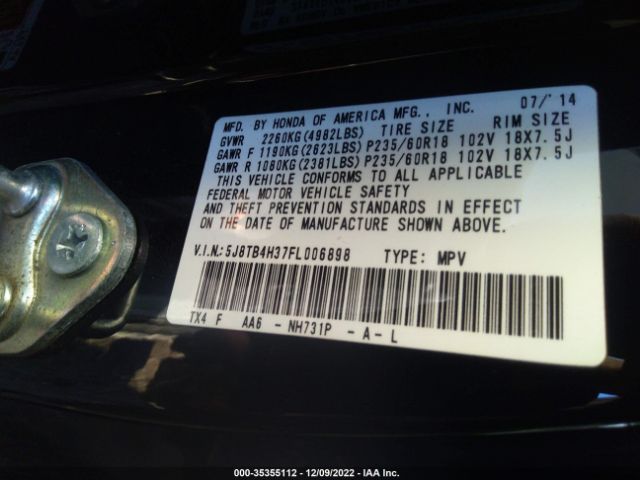 MFD. BY HONDA OF AMERICA MFG., INC. 07/'14
GVWR 2260KG(4982LBS) TIRE SIZE RIM SIZE
GAWR F 1190KG(2623LBS)P235/60R18 102V 18X7.5J
GAWR R 1080KG(2381LBS)P235/60R18 102V 18X7.5J
THIS VEHICLE CONFORMS TO ALL APPLICABLE
FEDERAL MOTOR VEHICLE SAFETY
AND THEFT PREVENTION STANDARDS IN EFFECT
ON THE DATE OF MANUFACTURE SHOWN ABOVE.
V.I.N:5J8TB4H37FL006898 TYPE: MPV
TX4 F AA6 - NH731P - A - L
000-35355112 - 12/09/2022 - IAA Inc.